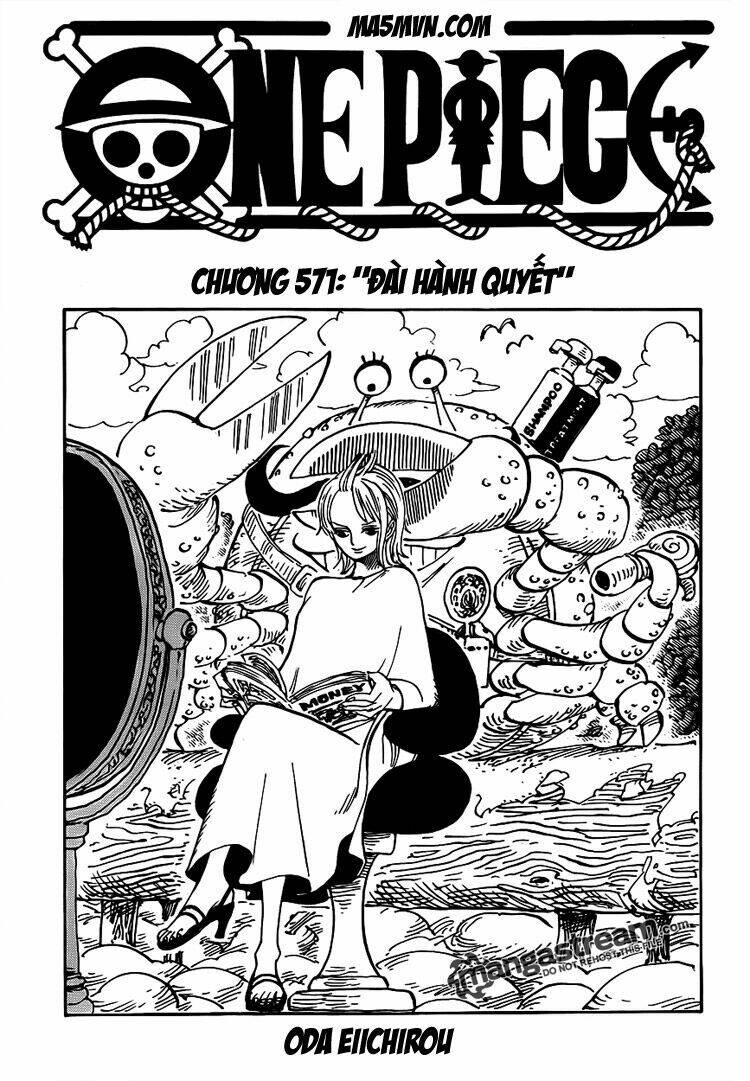 MA5MVN.COM
ONE PIECE
CHƯƠNG 571: "ĐÀI HÀNH QUYẾT"
SHAMPOO
TREATMENT
MONEY
mangastream.com
DO NOT REHOST THIS FILE
ODA EIICHIROU